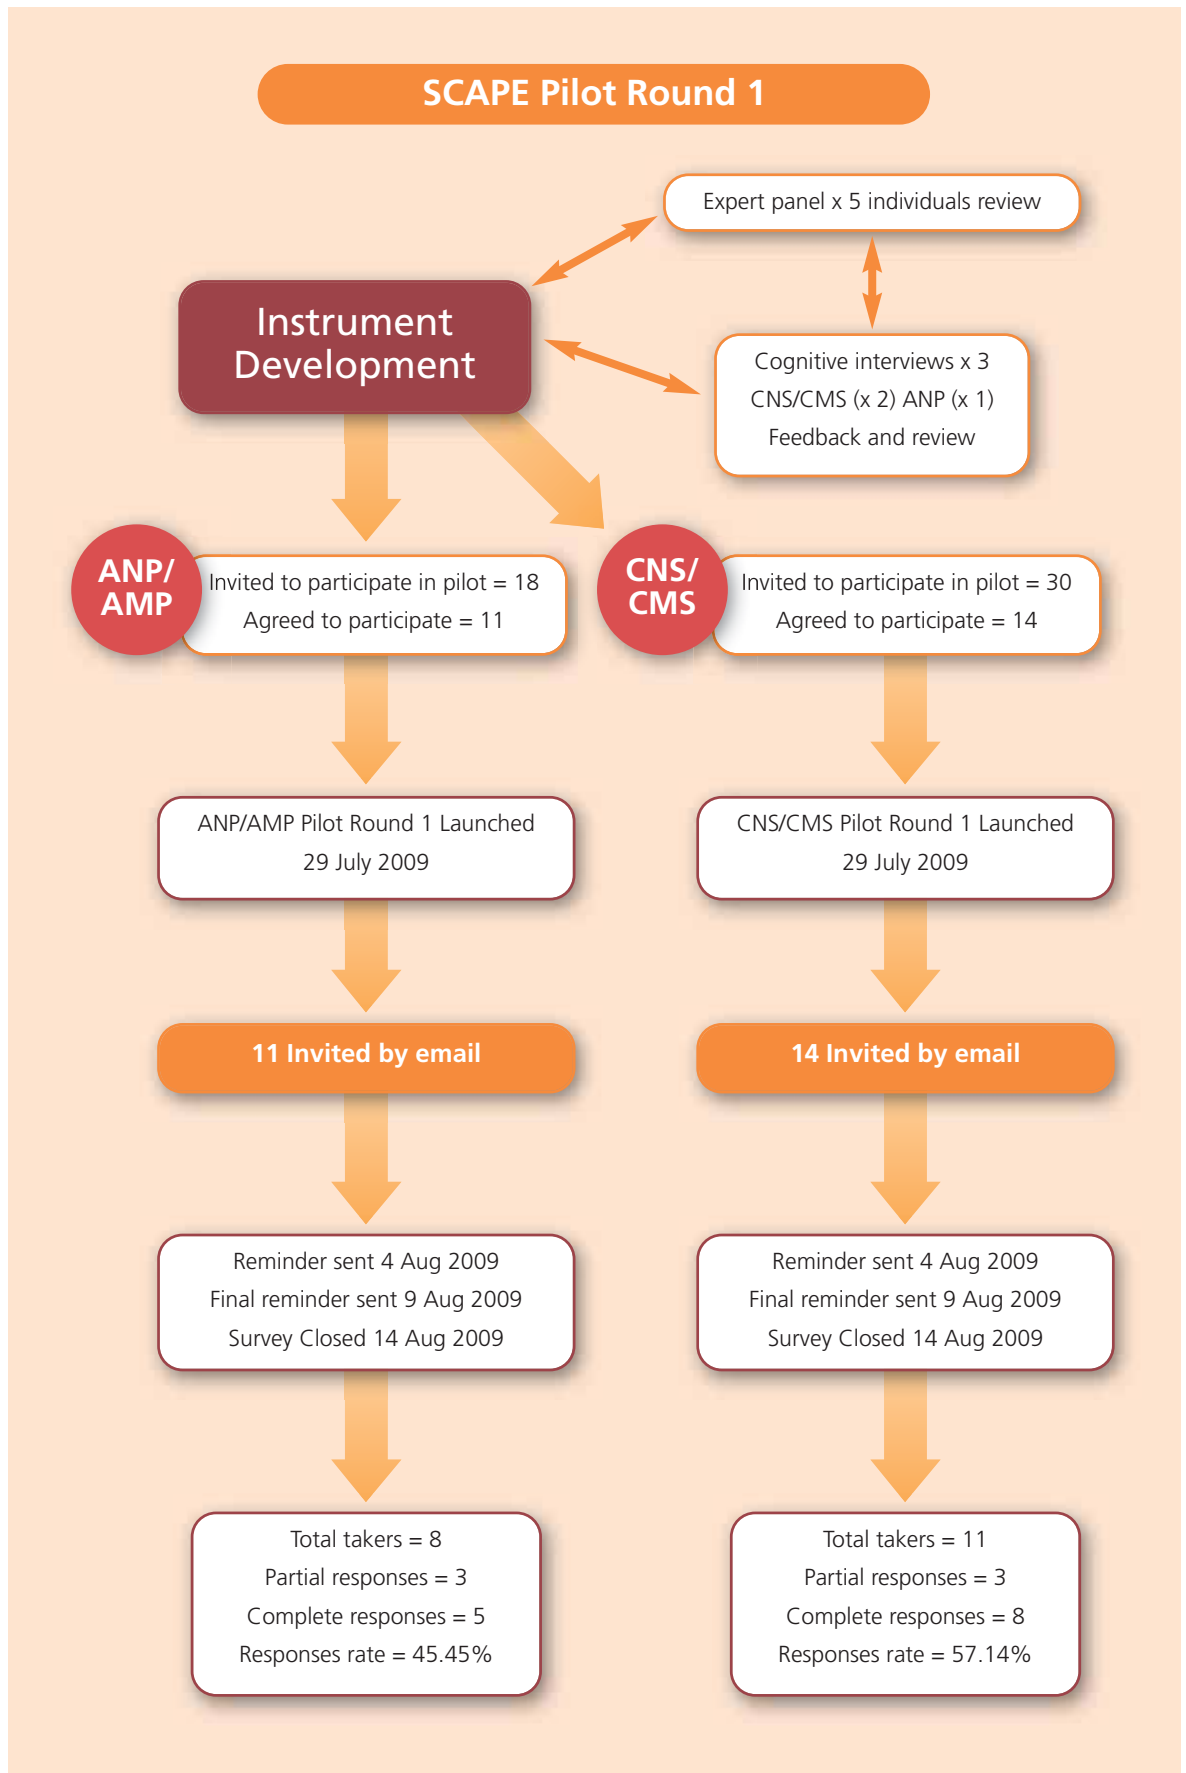 SCAPE Pilot Round 1
Expert panel x 5 individuals review
Instrument
Development
Cognitive interviews x 3
CNS/CMS (x 2) ANP (x 1)
Feedback and review
ANP/
AMP
Invited to participate in pilot = 18
Agreed to participate = 11
CNS/
CMS
Invited to participate in pilot = 30
Agreed to participate = 14
ANP/AMP Pilot Round 1 Launched
29 July 2009
CNS/CMS Pilot Round 1 Launched
29 July 2009
11 Invited by email
14 Invited by email
Reminder sent 4 Aug 2009
Final reminder sent 9 Aug 2009
Survey Closed 14 Aug 2009
Reminder sent 4 Aug 2009
Final reminder sent 9 Aug 2009
Survey Closed 14 Aug 2009
Total takers = 8
Partial responses = 3
Complete responses = 5
Responses rate = 45.45%
Total takers = 11
Partial responses = 3
Complete responses = 8
Responses rate = 57.14%